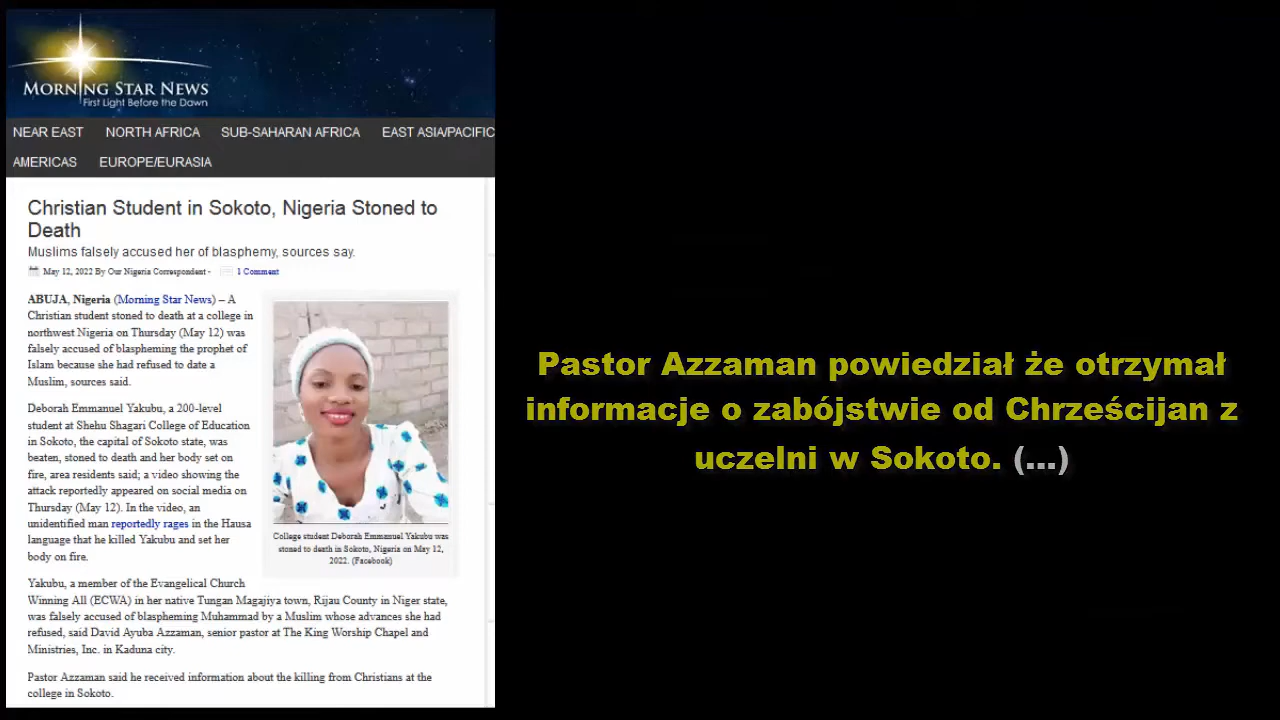 MORNING STAR NEWS
First Light Before the Dawn
NEAR EAST NORTH AFRICA SUB-SAHARAN AFRICA EAST ASIA/PACIFIC
AMERICAS EUROPE/EURASIA
Christian Student in Sokoto, Nigeria Stoned to
Death
Muslims falsely accused her of blasphemy, sources say.
May 12, 2022 By Our Nigeria Correspondent - 1 Comment
ABUJA, Nigeria (Morning Star News) – A
Christian student stoned to death at a college in
northwest Nigeria on Thursday (May 12) was
falsely accused of blaspheming the prophet of
Islam because she had refused to date a
Muslim, sources said.
Deborah Emmanuel Yakubu, a 200-level
student at Shehu Shagari College of Education
in Sokoto, the capital of Sokoto state, was
beaten, stoned to death and her body set on
fire, area residents said; a video showing the
attack reportedly appeared on social media on
Thursday (May 12). In the video, an
unidentified man reportedly rages in the Hausa
language that he killed Yakubu and set her
body on fire.
College student Deborah Emmanuel Yakubu was
stoned to death in Sokoto, Nigeria on May 12,
2022. (Facebook)
Yakubu, a member of the Evangelical Church
Winning All (ECWA) in her native Tungan Magajiya town, Rijau County in Niger state,
was falsely accused of blaspheming Muhammad by a Muslim whose advances she had
refused, said David Ayuba Azzaman, senior pastor at The King Worship Chapel and
Ministries, Inc. in Kaduna city.
Pastor Azzaman said he received information about the killing from Christians at the
college in Sokoto.
Pastor Azzaman powiedział że otrzymał
informacje o zabójstwie od Chrześcijan z
uczelni w Sokoto. (...)